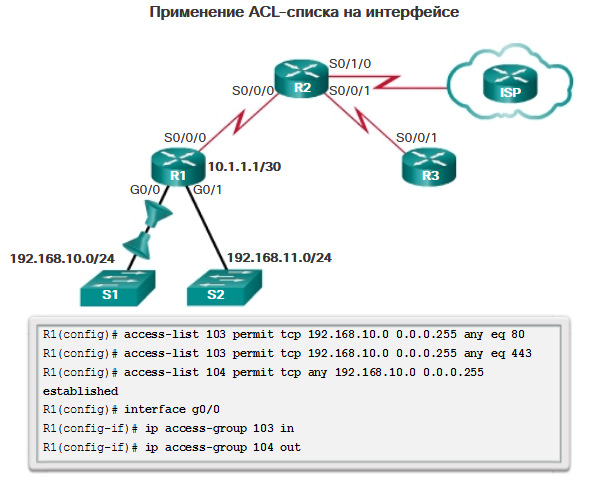 Применение ACL-списка на интерфейсе
S0/1/0
ISP
R2
S0/0/0
S0/0/1
S0/0/0
S0/0/1
R1
10.1.1.1/30
R3
G0/0
G0/1
192.168.10.0/24
192.168.11.0/24
S1
S2
R1(config)# access-list 103 permit tcp 192.168.10.0 0.0.0.255 any eq 80
R1(config)# access-list 103 permit tcp 192.168.10.0 0.0.0.255 any eq 443
R1(config)# access-list 104 permit tcp any 192.168.10.0 0.0.0.255
established
R1(config)# interface g0/0
R1(config-if)# ip access-group 103 in
R1(config-if)# ip access-group 104 out